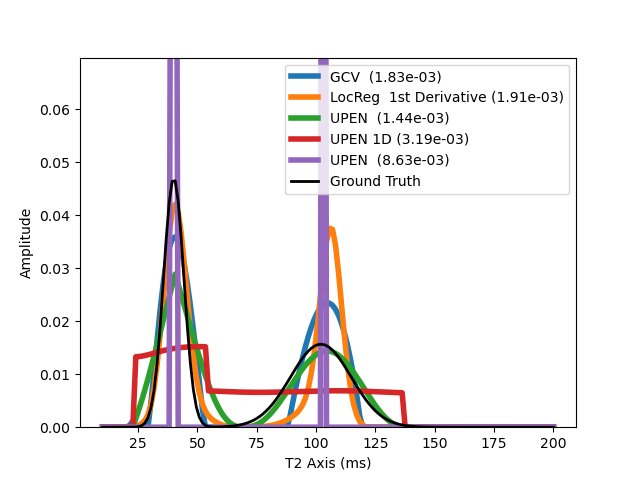 GCV  (1.83e-03)
LocReg  1st Derivative (1.91e-03)
UPEN  (1.44e-03)
UPEN 1D (3.19e-03)
UPEN  (8.63e-03)
Ground Truth
Amplitude
0.06
0.05
0.04
0.03
0.02
0.01
0.00
25 50 75 100 125 150 175 200
T2 Axis (ms)